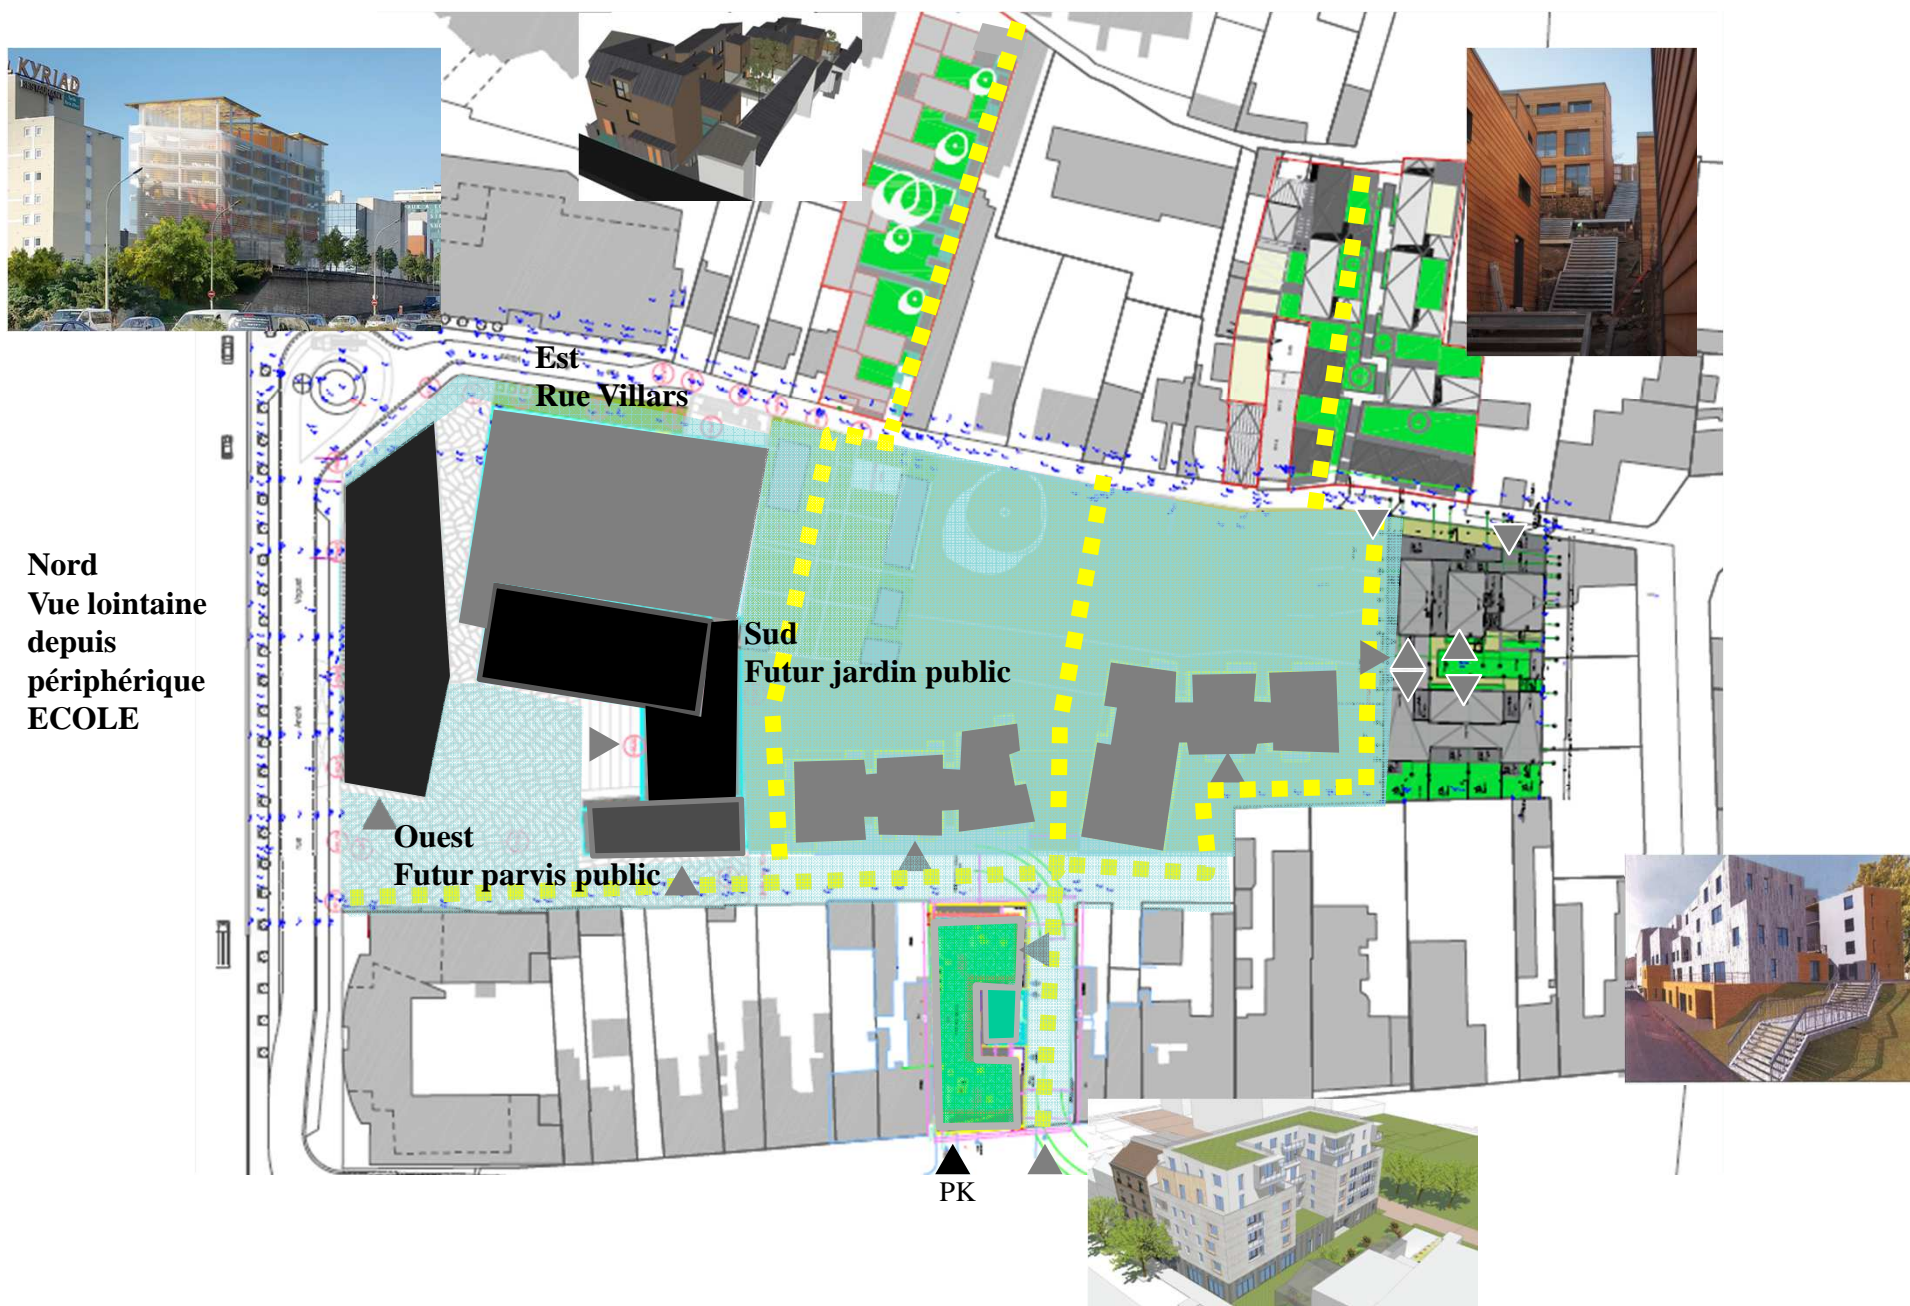 KYRIAD
Est
Rue Villars
Nord
Vue lointaine
depuis
périphérique
ECOLE
Sud
Futur jardin public
Ouest
Futur parvis public
PK